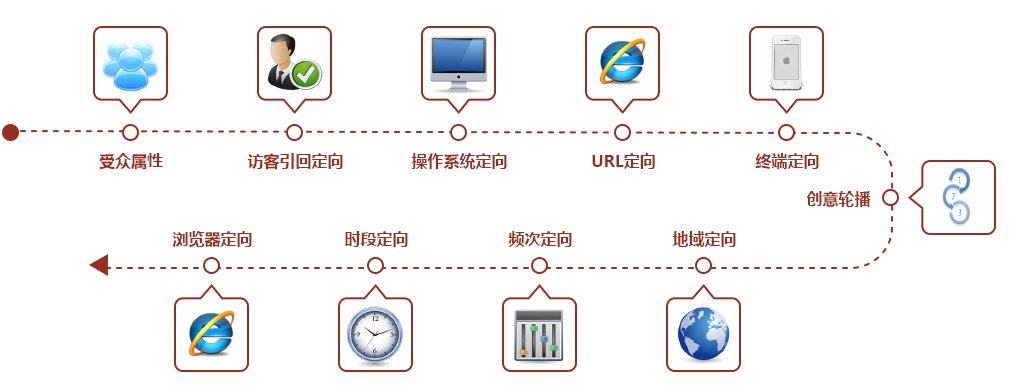 受众属性
访客引回定向
操作系统定向
URL定向
终端定向
创意轮播
1
2
3
浏览器定向
时段定向
频次定向
地域定向